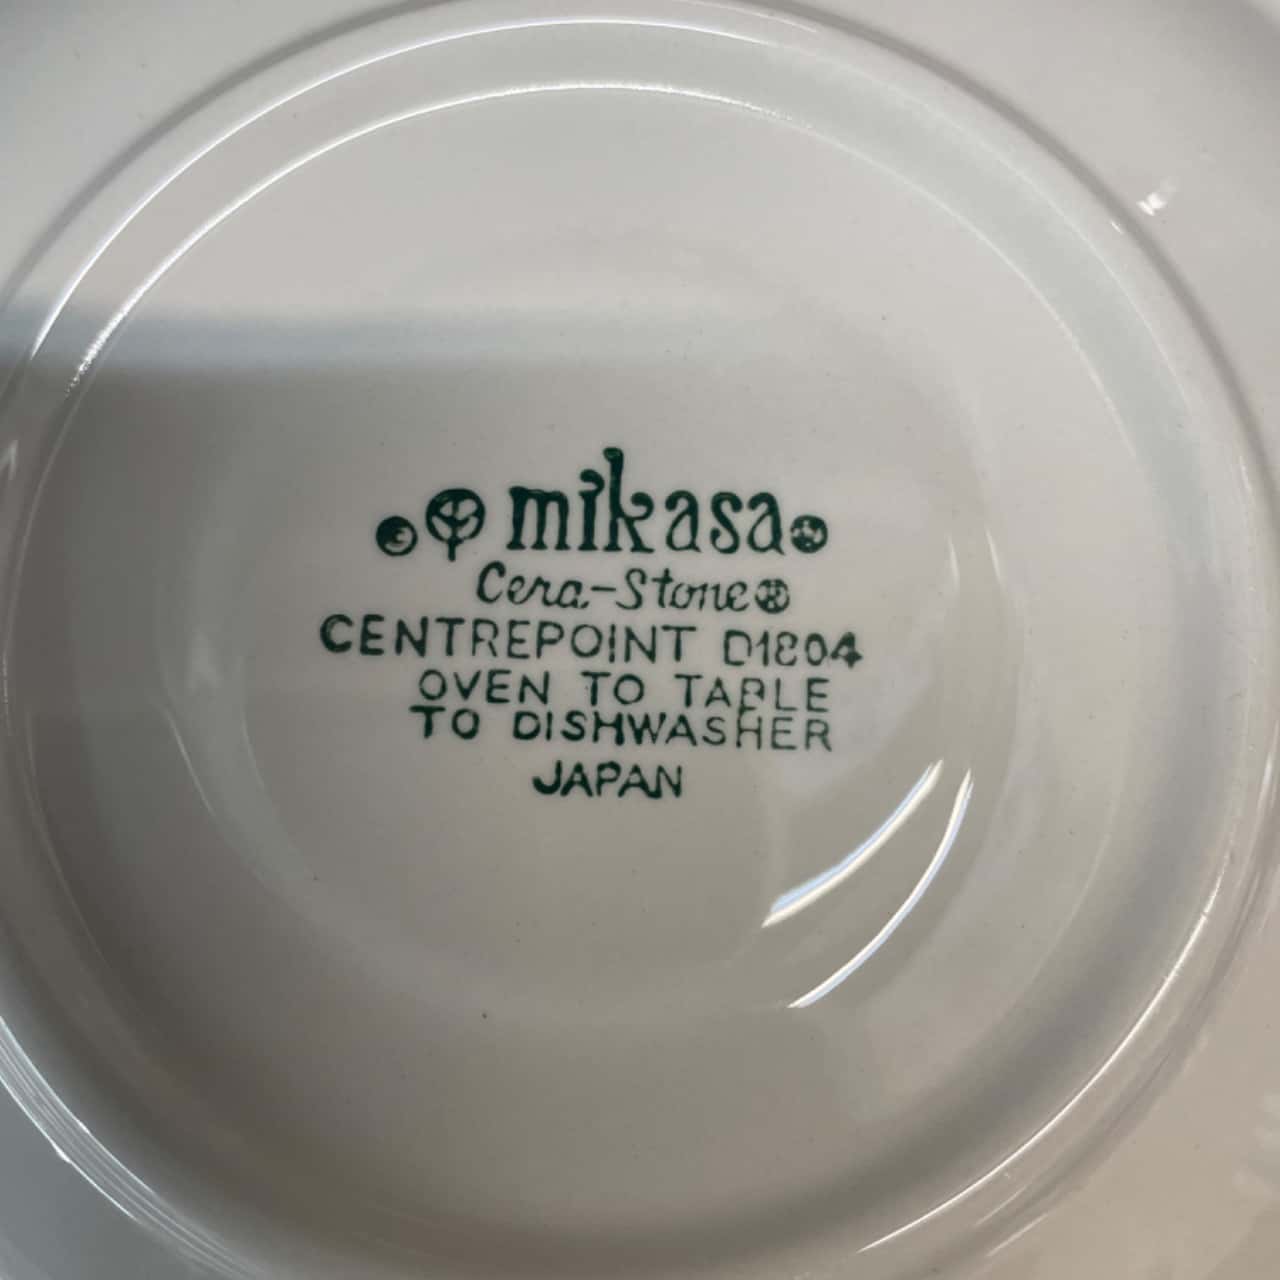 mikasa®
Cera-Stone®
CENTREPOINT D1804
OVEN TO TABLE
TO DISHWASHER
JAPAN